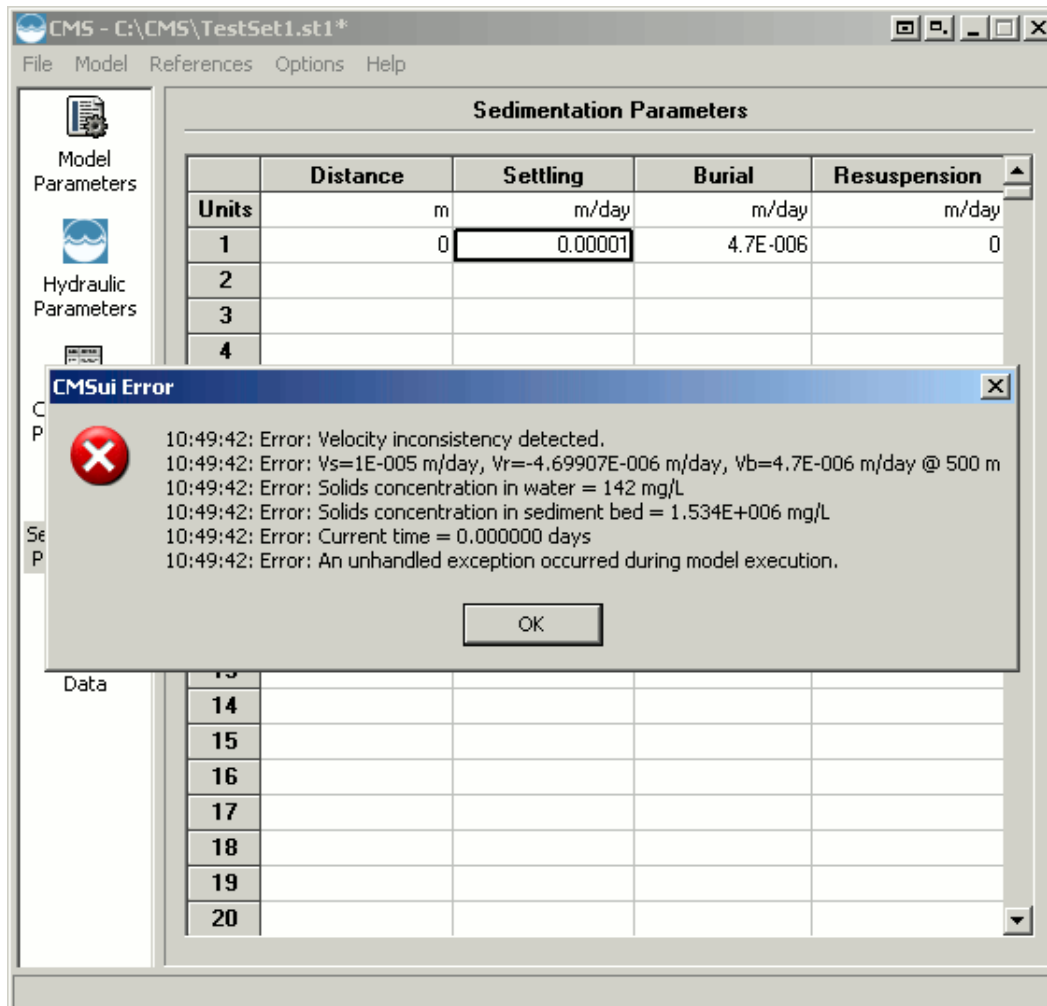 CMS - C:\CMS\TestSet1.st1*
File Model References Options Help
Model
Parameters
Hydraulic
Parameters
C
P
Se
P
Data
Sedimentation Parameters
Distance Settling Burial Resuspension
Units m m/day m/day m/day
1 0 0.00001 4.7E-006 0
2
3
4
CMSui Error
10:49:42: Error: Velocity inconsistency detected.
10:49:42: Error: Vs=1E-005 m/day, Vr=-4.69907E-006 m/day, Vb=4.7E-006 m/day @ 500 m
10:49:42: Error: Solids concentration in water = 142 mg/L
10:49:42: Error: Solids concentration in sediment bed = 1.534E+006 mg/L
10:49:42: Error: Current time = 0.000000 days
10:49:42: Error: An unhandled exception occurred during model execution.
OK
14
15
16
17
18
19
20